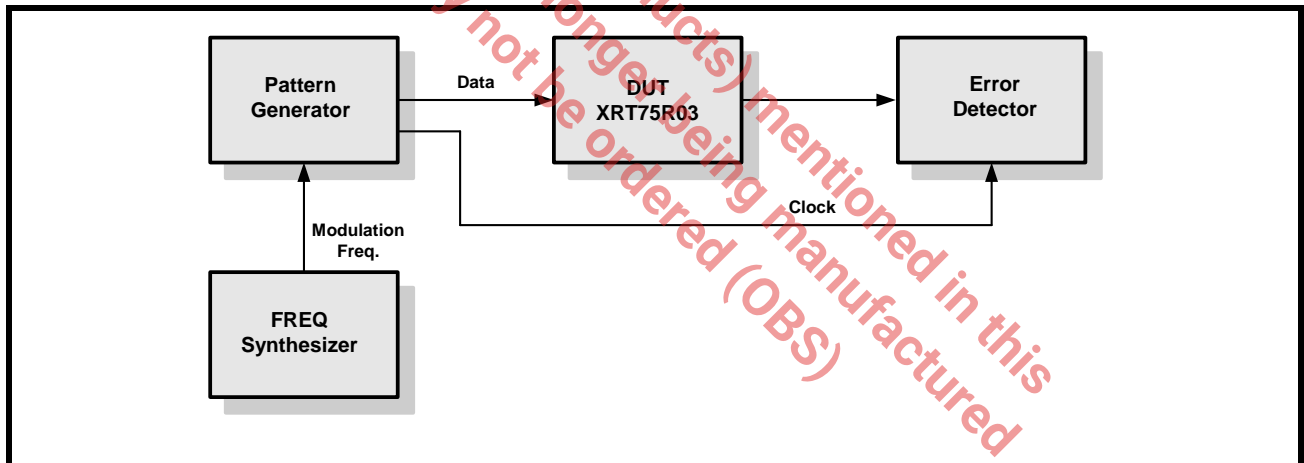 Pattern
Generator
Data
DUT
XRT75R03
Error
Detector
Clock
Modulation
Freq.
FREQ
Synthesizer
ducts) mentioned in this
longer being manufactured
not be ordered (OBS)